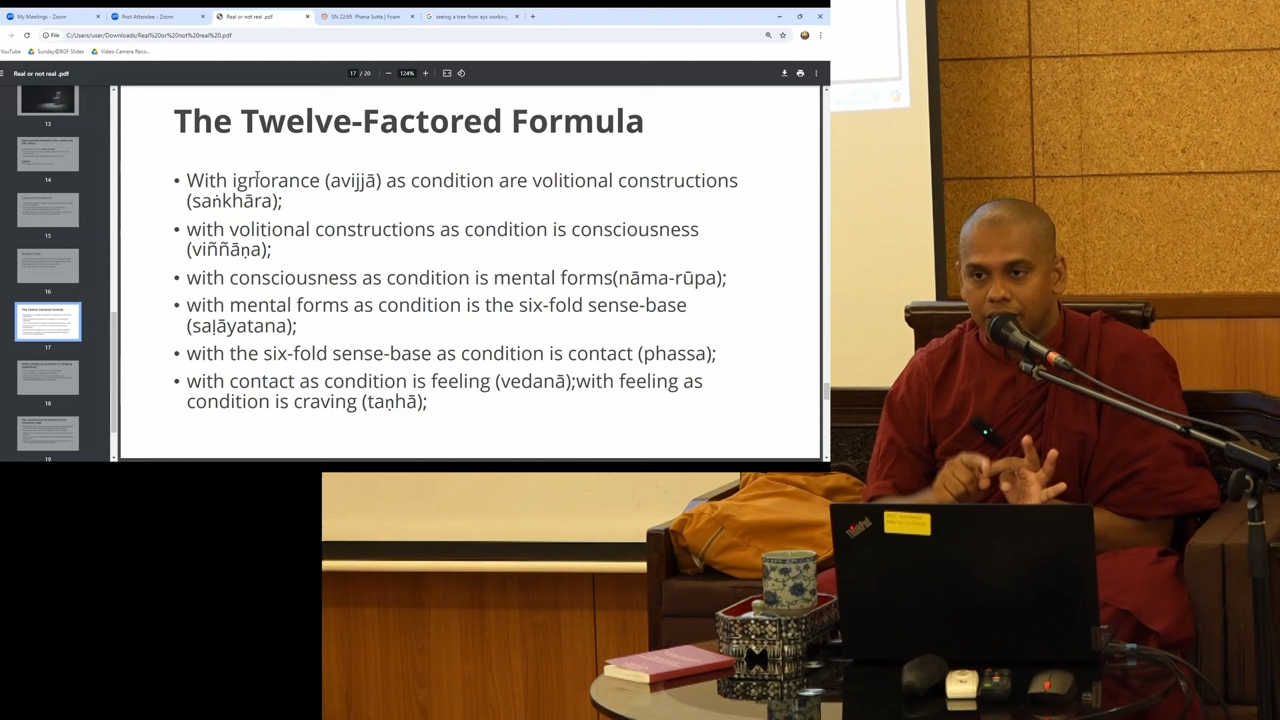 My Meetings - Zoom
Post Attendee - Zoom
Real or not real .pdf
SN 22:95 Phena Sutta | Foam
seeing a tree from eys working
File
C:/Users/user/Downloads/Real%20or%20not%20real%20.pdf
YouTube
Sunday@BGF Slides
Video Camera Reco...
Real or not real .pdf
17 / 20
124%
13
14
15
16
The Twelve-Factored Formula
17
18
19
The Twelve-Factored Formula
• With ignorance (avijjā) as condition are volitional constructions
(saṅkhāra);
• with volitional constructions as condition is consciousness
(viññāṇa);
• with consciousness as condition is mental forms(nāma-rūpa);
• with mental forms as condition is the six-fold sense-base
(saḷāyatana);
• with the six-fold sense-base as condition is contact (phassa);
• with contact as condition is feeling (vedanā);with feeling as
condition is craving (taṇhā);
ThinkPad